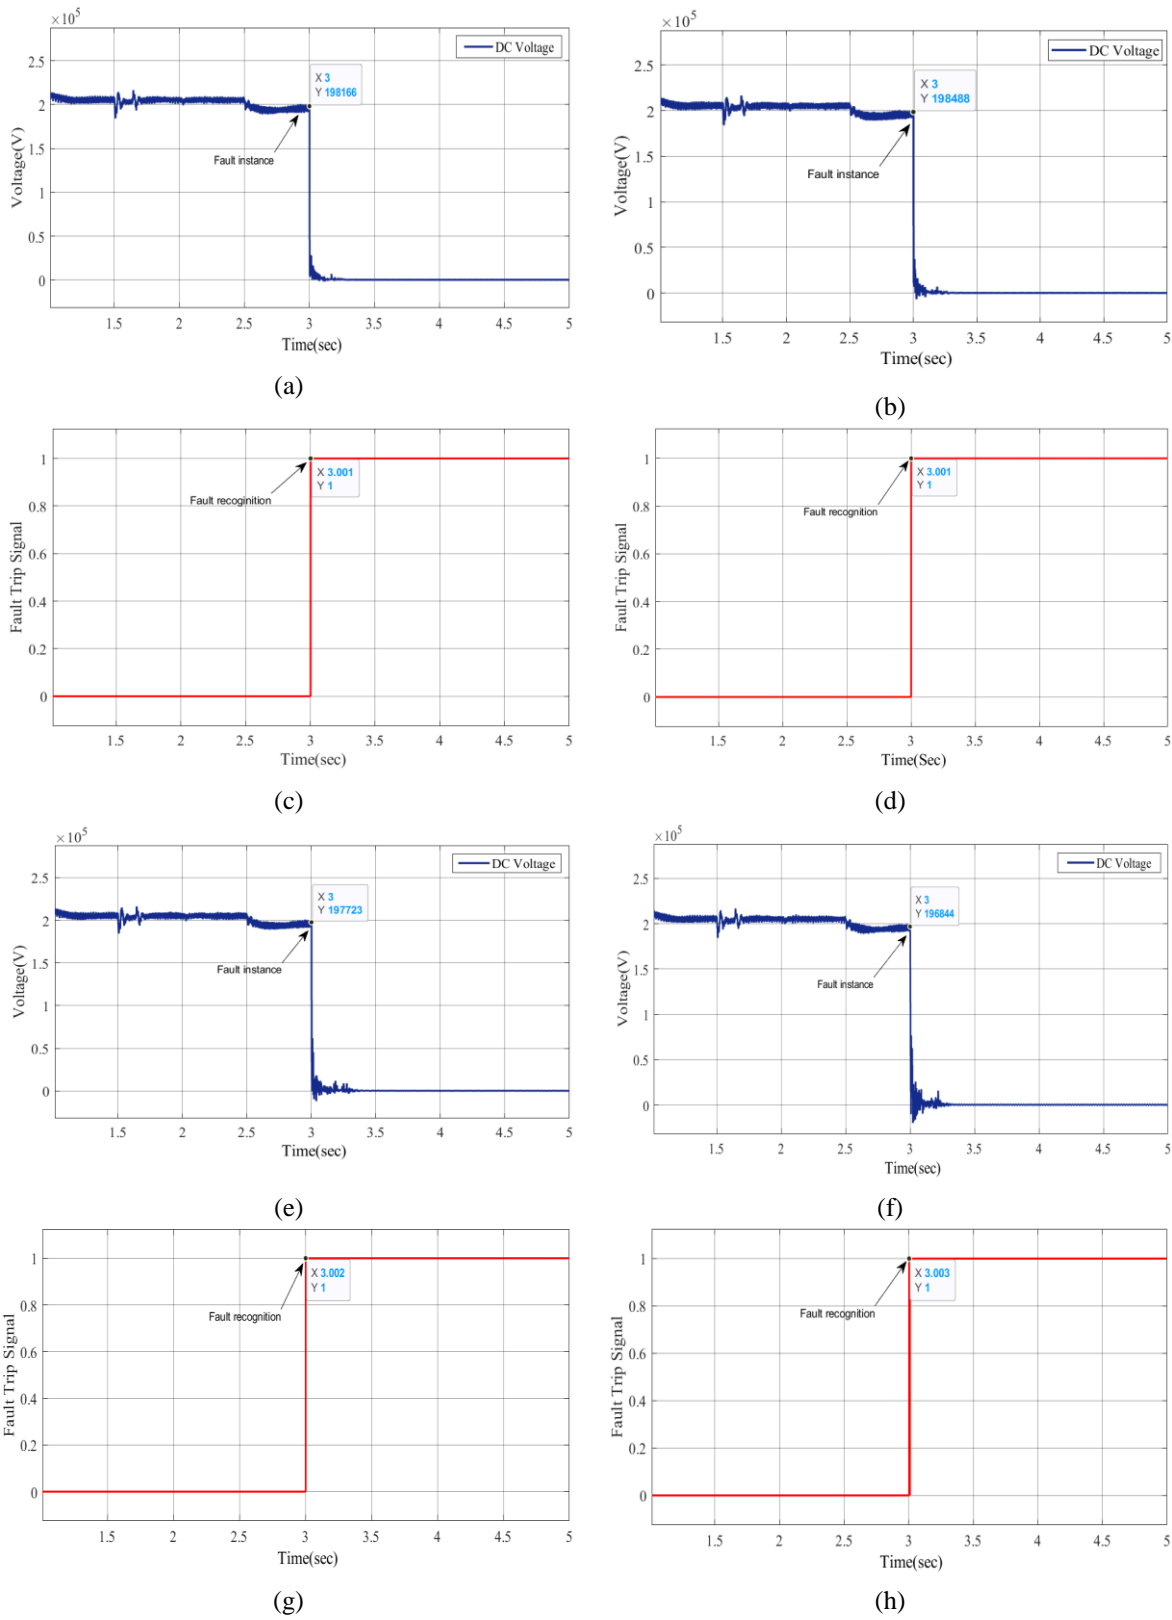 ×10⁵
DC Voltage
2.5
2
1.5
1
0.5
0
X 3
Y 198166
Fault instance
Voltage(V)
1.5 2 2.5 3 3.5 4 4.5 5
Time(sec)
(a)
×10⁵
DC Voltage
2.5
2
1.5
1
0.5
0
X 3
Y 198488
Fault instance
Voltage(V)
1.5 2 2.5 3 3.5 4 4.5 5
Time(sec)
(b)
1
0.8
0.6
0.4
0.2
0
X 3.001
Y 1
Fault recoginition
Fault Trip Signal
1.5 2 2.5 3 3.5 4 4.5 5
Time(sec)
(c)
1
0.8
0.6
0.4
0.2
0
X 3.001
Y 1
Fault recognition
Fault Trip Signal
1.5 2 2.5 3 3.5 4 4.5 5
Time(Sec)
(d)
×10⁵
DC Voltage
2.5
2
1.5
1
0.5
0
X 3
Y 197723
Fault instance
Voltage(V)
1.5 2 2.5 3 3.5 4 4.5 5
Time(sec)
(e)
×10⁵
DC Voltage
2.5
2
1.5
1
0.5
0
X 3
Y 196844
Fault instance
Voltage(V)
1.5 2 2.5 3 3.5 4 4.5 5
Time(sec)
(f)
1
0.8
0.6
0.4
0.2
0
X 3.002
Y 1
Fault recognition
Fault Trip Signal
1.5 2 2.5 3 3.5 4 4.5 5
Time(sec)
(g)
1
0.8
0.6
0.4
0.2
0
X 3.003
Y 1
Fault recognition
Fault Trip Signal
1.5 2 2.5 3 3.5 4 4.5 5
Time(sec)
(h)